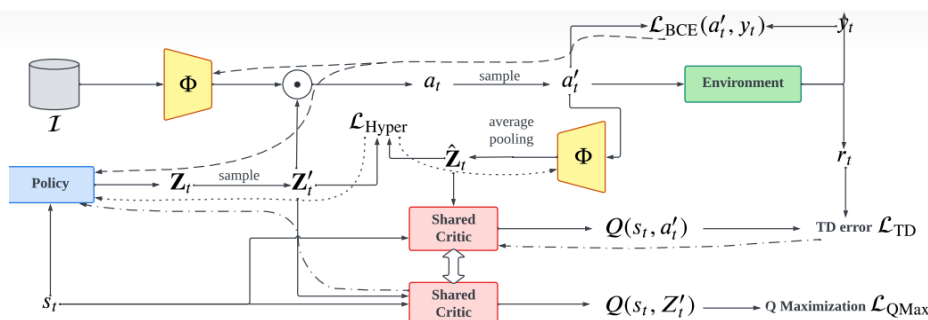 ℒ_BCE(a′_t, y_t)
y_t
ℐ
Φ
⊙
a_t
sample
a′_t
Environment
ℒ_Hyper
average
pooling
Ẑ_t
Φ
r_t
Policy
Z_t
sample
Z′_t
Shared
Critic
Q(s_t, a′_t)
TD error ℒ_TD
s_t
Shared
Critic
Q(s_t, Z′_t)
Q Maximization ℒ_QMax